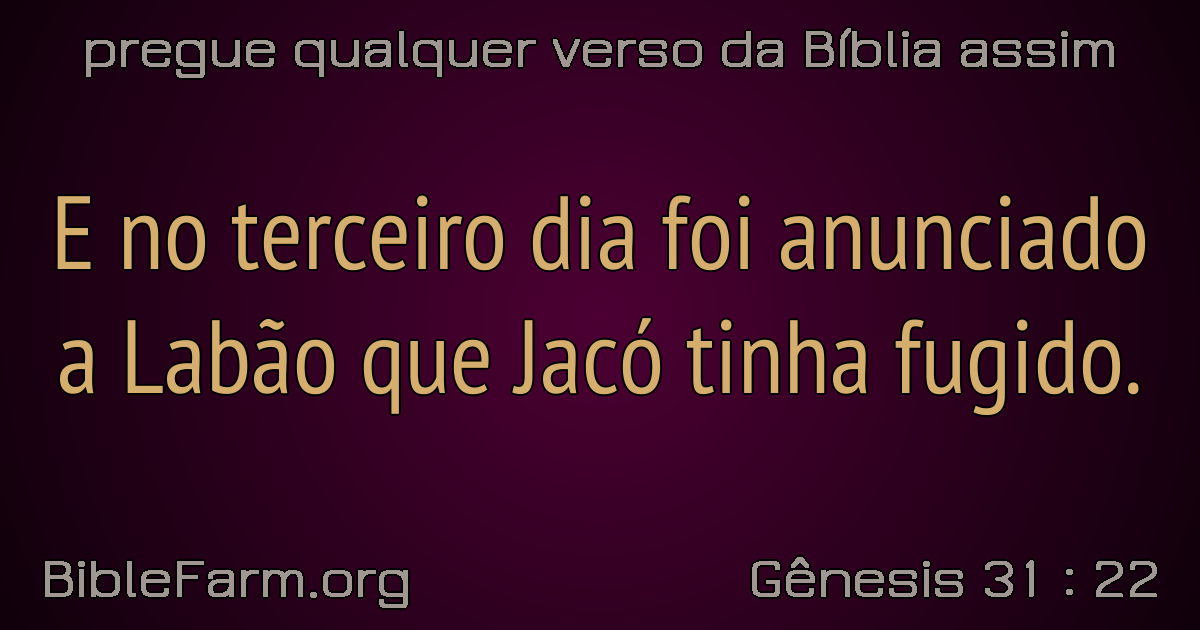 pregue qualquer verso da Bíblia assim
E no terceiro dia foi anunciado
a Labão que Jacó tinha fugido.
BibleFarm.org
Gênesis 31 : 22